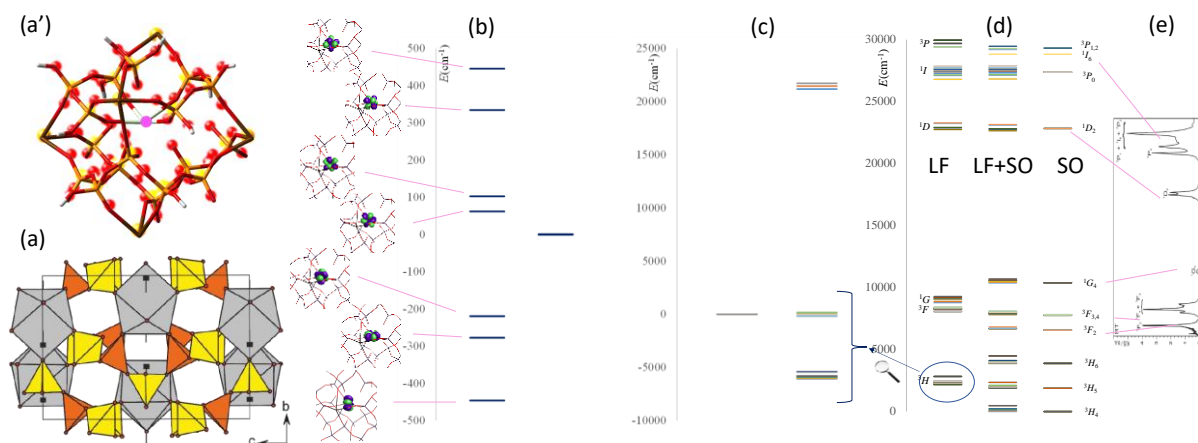 (a')
(b)
(c)
(d)
(e)
E(cm⁻¹)
500
400
300
200
100
0
-100
-200
-300
-400
-500
E(cm⁻¹)
25000
20000
15000
10000
5000
0
-5000
-10000
E(cm⁻¹)
30000
25000
20000
15000
10000
5000
0
³P
¹I
¹D
LF
LF+SO
SO
¹G
³F
³H
³P₁,₂
¹I₆
³P₀
¹D₂
¹G₄
³F₃,₄
³F₂
³H₆
³H₅
³H₄
(a)
b
c